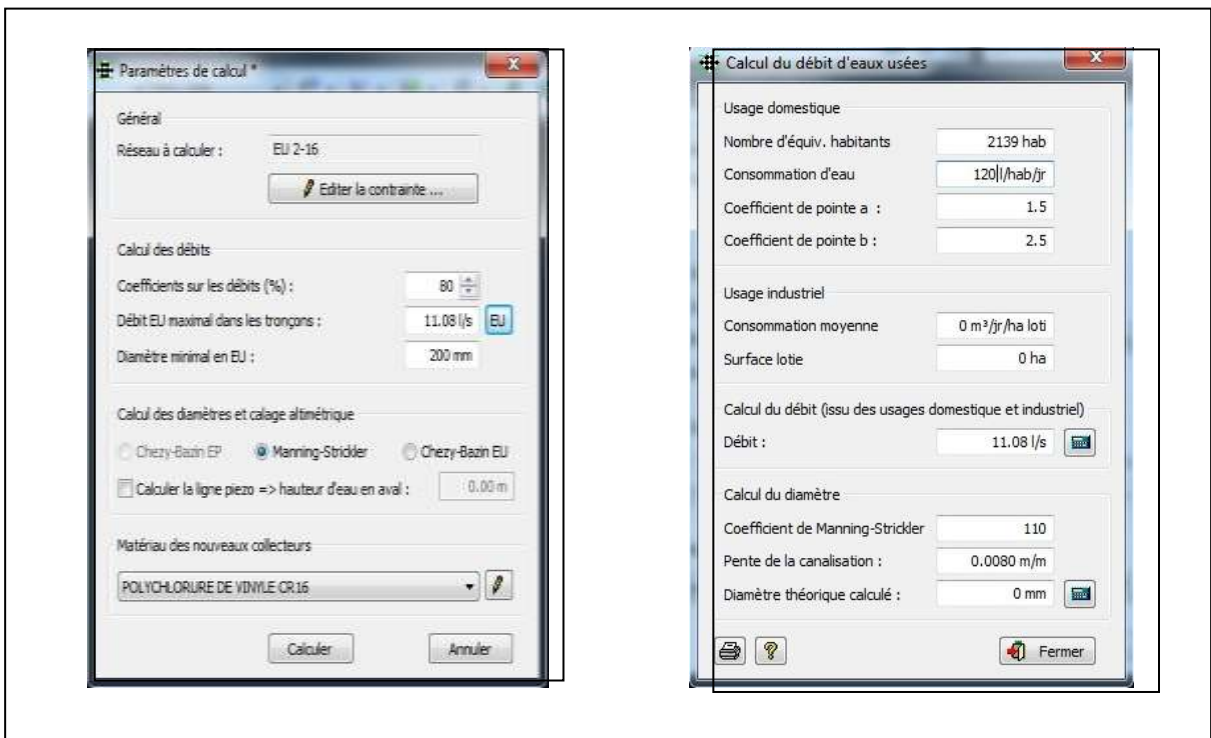 Paramètres de calcul *
Général
Réseau à calculer :
EU 2-16
Editer la contrainte ...
Calcul des débits
Coefficients sur les débits (%) :
80
Débit EU maximal dans les tronçons :
11.08 l/s
EU
Diamètre minimal en EU :
200 mm
Calcul des diamètres et calage altimétrique
Chezy-Bazin EP
Manning-Strickler
Chezy-Bazin EU
Calculer la ligne piezo => hauteur d'eau en aval :
0.00 m
Matériau des nouveaux collecteurs
POLYCHLORURE DE VINYLE CR16
Calculer
Annuler
Calcul du débit d'eaux usées
Usage domestique
Nombre d'équiv. habitants
2139 hab
Consommation d'eau
120 l/hab/jr
Coefficient de pointe a :
1.5
Coefficient de pointe b :
2.5
Usage industriel
Consommation moyenne
0 m³/jr/ha loti
Surface lotie
0 ha
Calcul du débit (issu des usages domestique et industriel)
Débit :
11.08 l/s
Calcul du diamètre
Coefficient de Manning-Strickler
110
Pente de la canalisation :
0.0080 m/m
Diamètre théorique calculé :
0 mm
?
Fermer